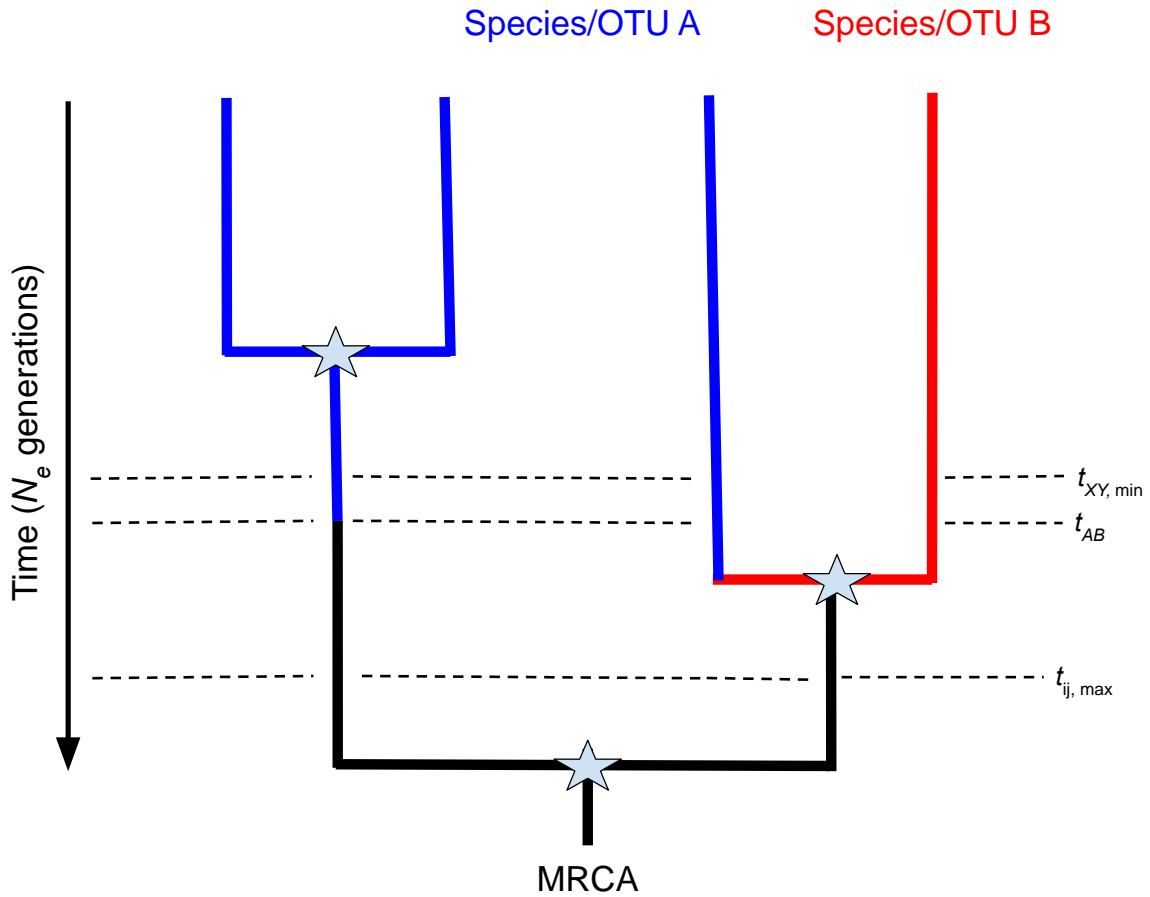 Species/OTU A
Species/OTU B
Time (Ne generations)
tXY, min
tAB
tij, max
MRCA